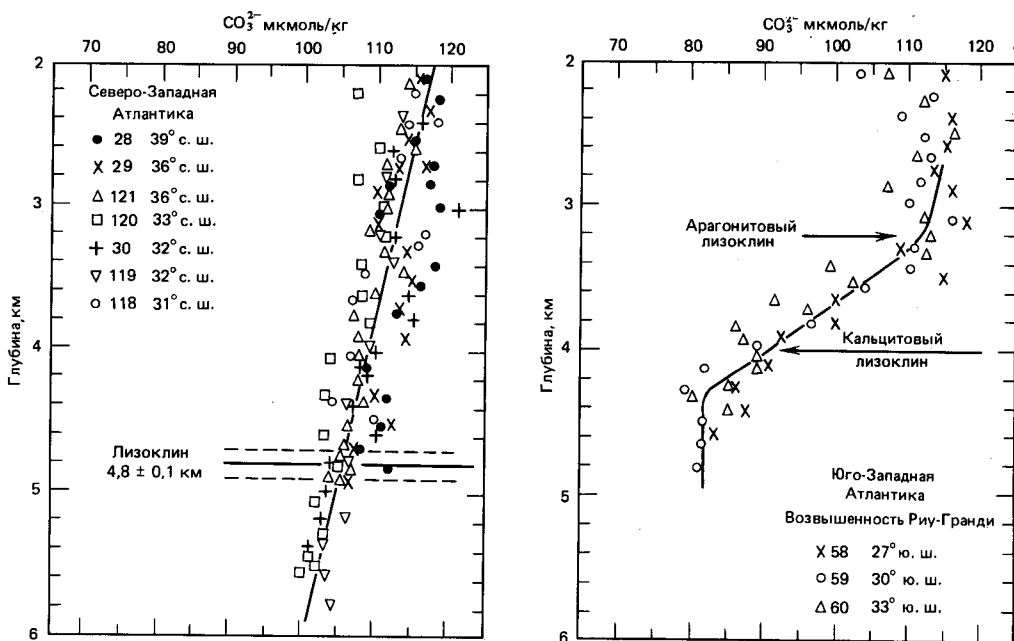 CO₃²⁻ мкмоль/кг
70 80 90 100 110 120
2
3
4
5
6
Глубина, км
Северо-Западная
Атлантика
● 28 39° с. ш.
X 29 36° с. ш.
△ 121 36° с. ш.
□ 120 33° с. ш.
+ 30 32° с. ш.
▽ 119 32° с. ш.
○ 118 31° с. ш.
Лизоклин
4,8 ± 0,1 км
CO₃²⁻ мкмоль/кг
70 80 90 100 110
2
3
4
5
6
Глубина, км
Арагонитовый
лизоклин
Кальцитовый
лизоклин
Юго-Западная
Атлантика
Возвышенность Риу-Гранди
X 58 27° ю. ш.
○ 59 30° ю. ш.
△ 60 33° ю. ш.